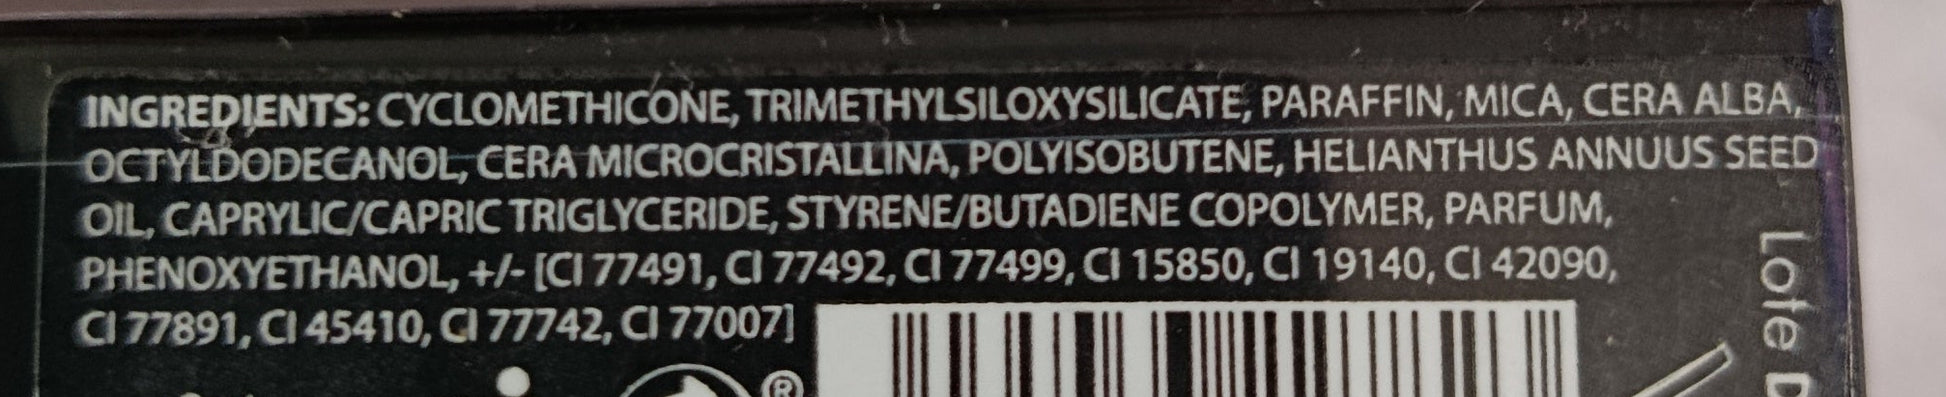 INGREDIENTS: CYCLOMETHICONE, TRIMETHYLSILOXYSILICATE, PARAFFIN, MICA, CERA ALBA,
OCTYLDODECANOL, CERA MICROCRISTALLINA, POLYISOBUTENE, HELIANTHUS ANNUUS SEED
OIL, CAPRYLIC/CAPRIC TRIGLYCERIDE, STYRENE/BUTADIENE COPOLYMER, PARFUM,
PHENOXYETHANOL, +/- [CI 77491, CI 77492, CI 77499, CI 15850, CI 19140, CI 42090,
CI 77891, CI 45410, CI 77742, CI 77007]
®
Lote